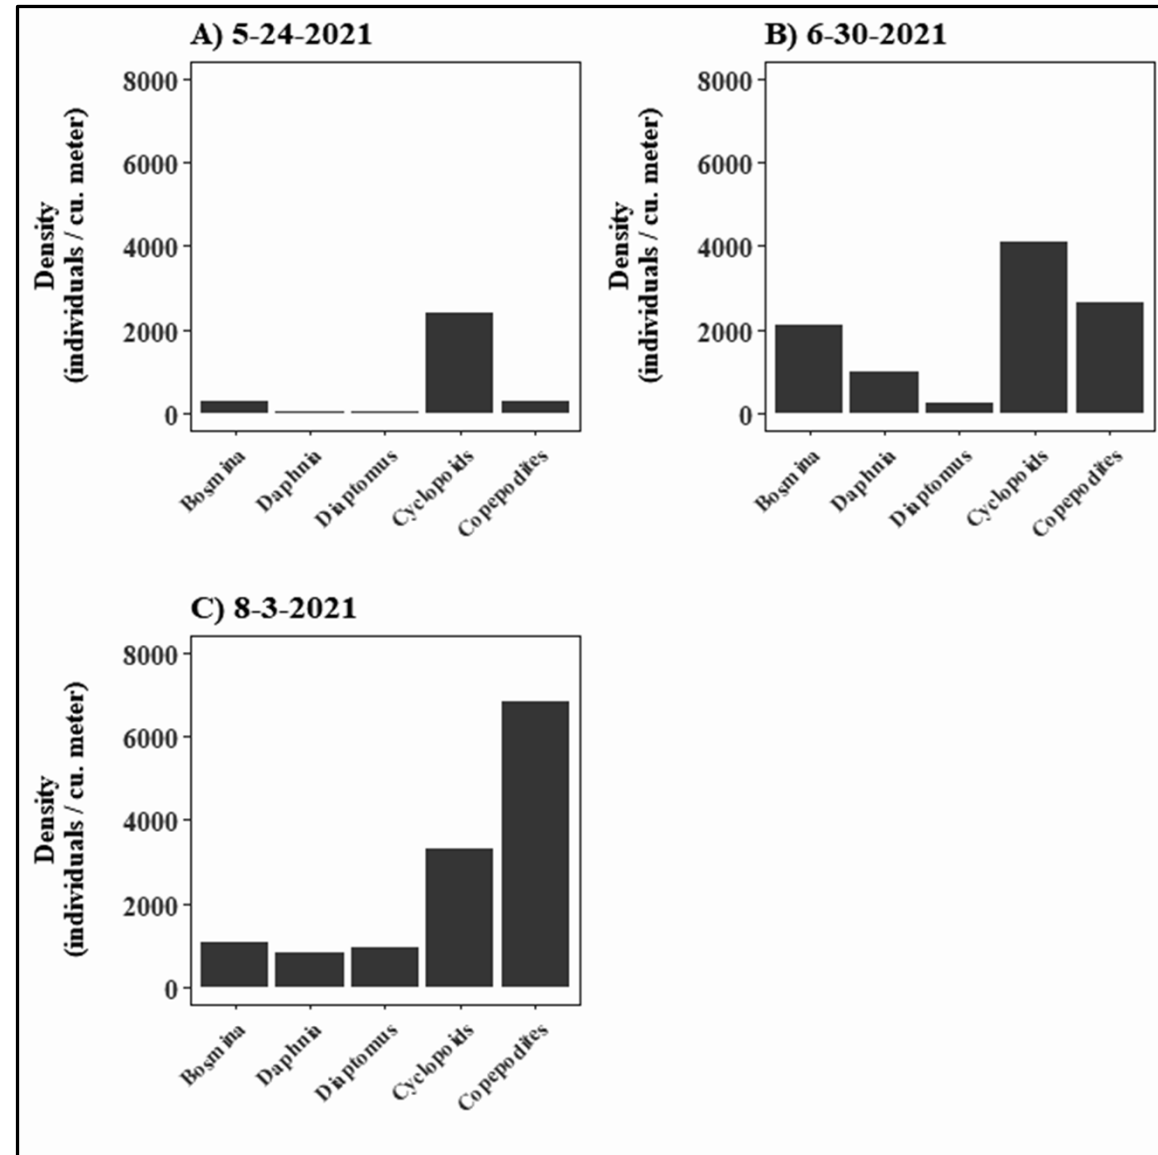 A) 5-24-2021
Density
(individuals / cu. meter)
8000
6000
4000
2000
0
Bosmina
Daphnia
Diaptomus
Cyclopoids
Copepodites
B) 6-30-2021
Density
(individuals / cu. meter)
8000
6000
4000
2000
0
Bosmina
Daphnia
Diaptomus
Cyclopoids
Copepodites
C) 8-3-2021
Density
(individuals / cu. meter)
8000
6000
4000
2000
0
Bosmina
Daphnia
Diaptomus
Cyclopoids
Copepodites